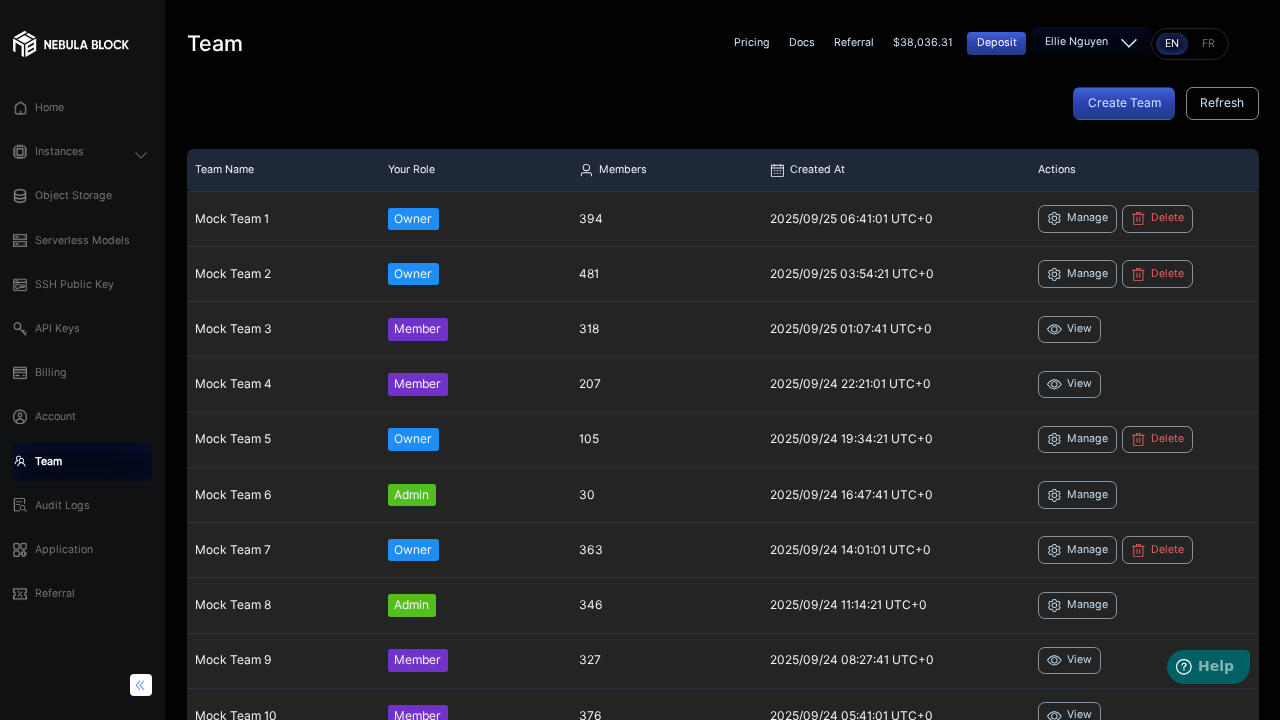 NEBULA BLOCK
Team
Pricing
Docs
Referral
$38,036.31
Deposit
Ellie Nguyen
EN
FR
Home
Instances
Object Storage
Serverless Models
SSH Public Key
API Keys
Billing
Account
Team
Audit Logs
Application
Referral
Create Team
Refresh
Team Name Your Role Members Created At Actions
Mock Team 1 Owner 394 2025/09/25 06:41:01 UTC+0 Manage Delete
Mock Team 2 Owner 481 2025/09/25 03:54:21 UTC+0 Manage Delete
Mock Team 3 Member 318 2025/09/25 01:07:41 UTC+0 View
Mock Team 4 Member 207 2025/09/24 22:21:01 UTC+0 View
Mock Team 5 Owner 105 2025/09/24 19:34:21 UTC+0 Manage Delete
Mock Team 6 Admin 30 2025/09/24 16:47:41 UTC+0 Manage
Mock Team 7 Owner 363 2025/09/24 14:01:01 UTC+0 Manage Delete
Mock Team 8 Admin 346 2025/09/24 11:14:21 UTC+0 Manage
Mock Team 9 Member 327 2025/09/24 08:27:41 UTC+0 View
Mock Team 10 Member 376 2025/09/24 05:41:01 UTC+0 View
Help